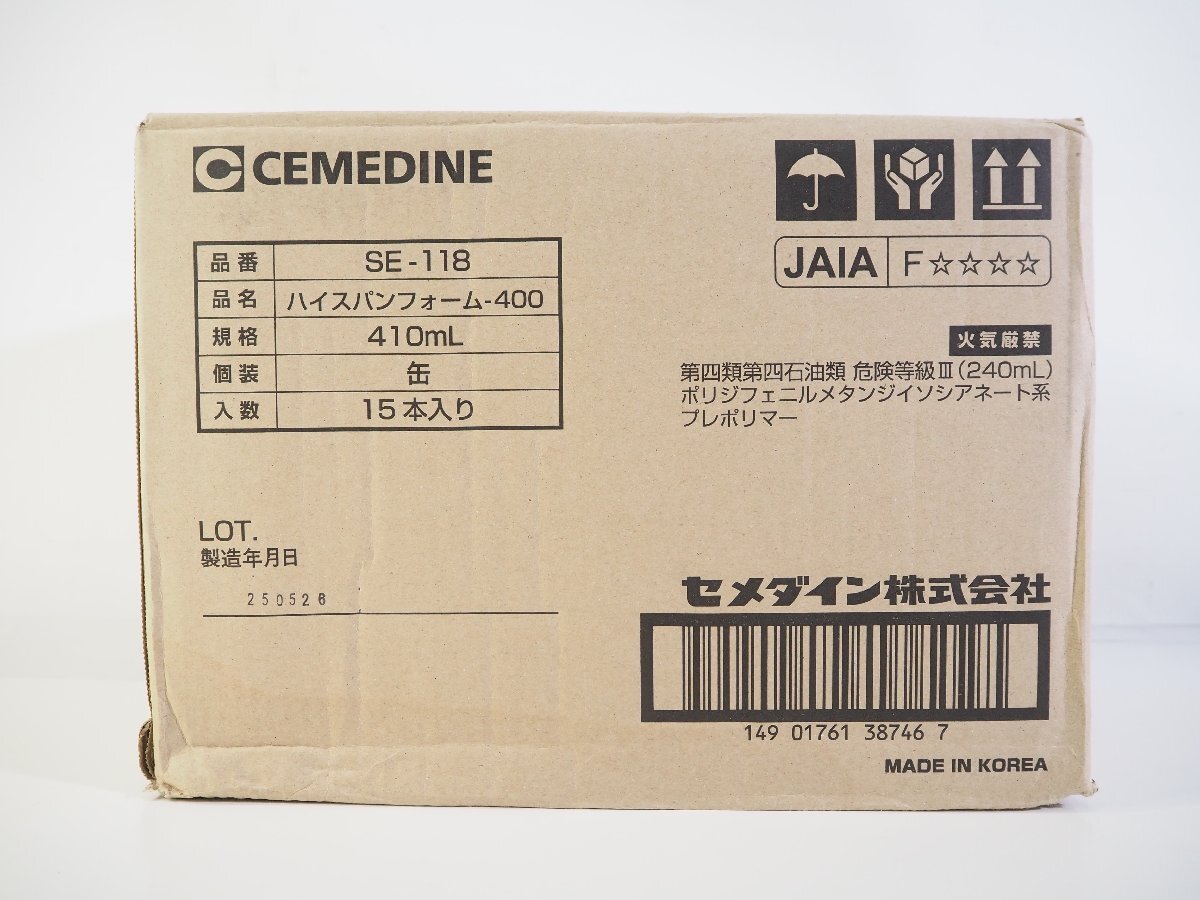 CEMEDINE
品番 SE-118
品名 ハイスパンフォーム-400
規格 410mL
個装 缶
入数 15本入り
JAIA F☆☆☆☆
火気厳禁
第四類第四石油類 危険等級Ⅲ(240mL)
ポリジフェニルメタンジイソシアネート系
プレポリマー
LOT.
製造年月日
250526
セメダイン株式会社
149 01761 38746 7
MADE IN KOREA